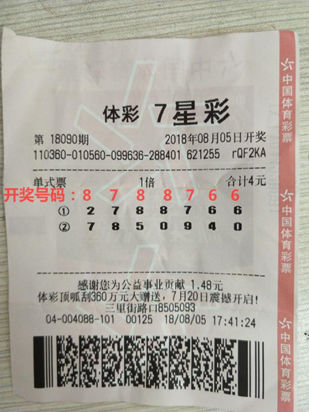 体彩 7星彩
第 18090期 2018年08月05日开奖
110360-010560-099636-288401 621255 rQF2KA
单式票 1倍 合计4元
开奖号码：8 7 8 8 7 6 6
① 2 7 8 8 7 6 6
② 7 8 5 0 9 4 0
感谢您为公益事业贡献 1.48元
体彩顶呱刮360万元大赠送，7月20日震撼开启!
三里街路口8505093
04-004088-101 00125 18/08/05 17:41:24
中国体育彩票
中国体育彩票
中国体育彩票